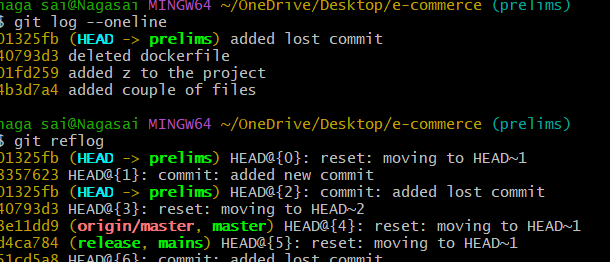 naga sai@Nagasai MINGW64 ~/OneDrive/Desktop/e-commerce (prelims)
$ git log --oneline
01325fb (HEAD -> prelims) added lost commit
40793d3 deleted dockerfile
01fd259 added z to the project
4b3d7a4 added couple of files
naga sai@Nagasai MINGW64 ~/OneDrive/Desktop/e-commerce (prelims)
$ git reflog
01325fb (HEAD -> prelims) HEAD@{0}: reset: moving to HEAD~1
8357623 HEAD@{1}: commit: added new commit
01325fb (HEAD -> prelims) HEAD@{2}: commit: added lost commit
40793d3 HEAD@{3}: reset: moving to HEAD~2
8e11dd9 (origin/master, master) HEAD@{4}: reset: moving to HEAD~1
d4ca784 (release, mains) HEAD@{5}: reset: moving to HEAD~1
51cd5a8 HEAD@{6}: commit: added lost commit